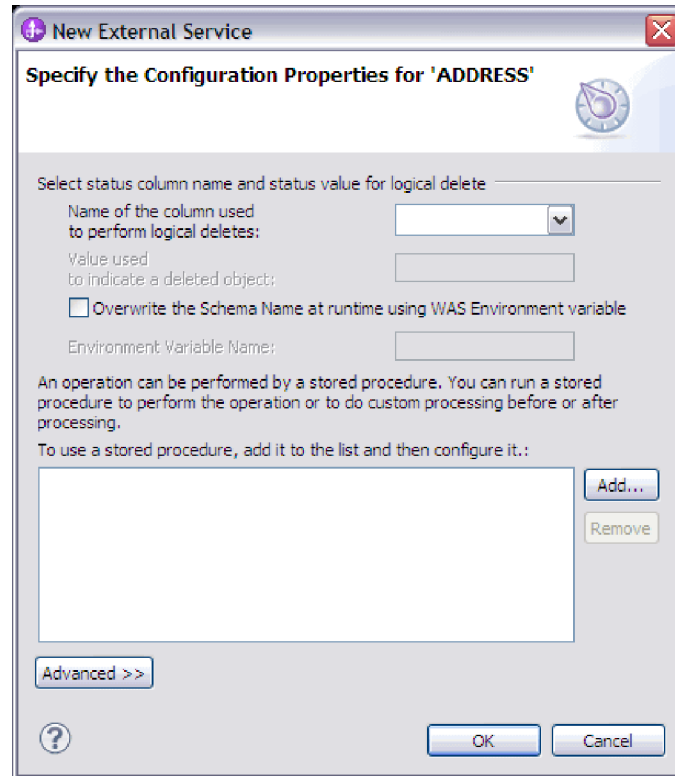 New External Service
Specify the Configuration Properties for 'ADDRESS'
Select status column name and status value for logical delete
Name of the column used
to perform logical deletes:
Value used
to indicate a deleted object:
Overwrite the Schema Name at runtime using WAS Environment variable
Environment Variable Name:
An operation can be performed by a stored procedure. You can run a stored
procedure to perform the operation or to do custom processing before or after
processing.
To use a stored procedure, add it to the list and then configure it.:
Add...
Remove
Advanced >>
?
OK
Cancel